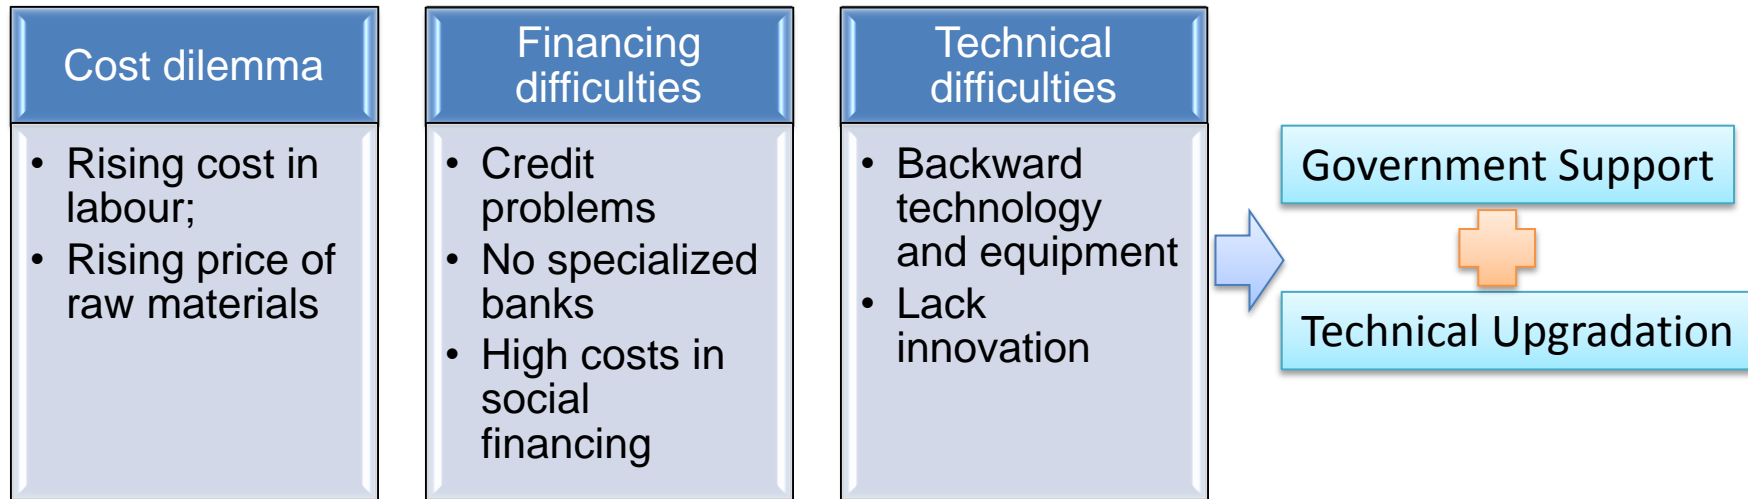 Cost dilemma
• Rising cost in
labour;
• Rising price of
raw materials
Financing
difficulties
• Credit
problems
• No specialized
banks
• High costs in
social
financing
Technical
difficulties
• Backward
technology
and equipment
• Lack
innovation
Government Support
Technical Upgradation